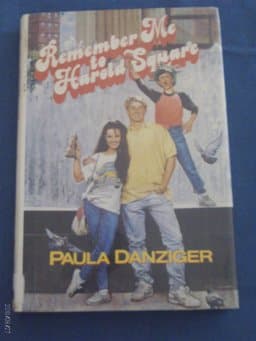 Remember Me
to
Harold Square
PAULA DANZIGER